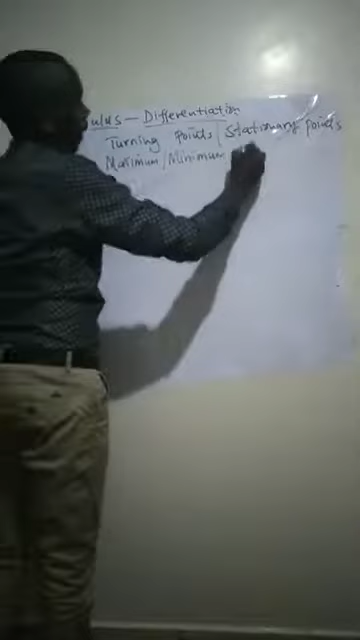 ulus - Differentiation
Turning Points / Stationary Points
Maximum / Minimum